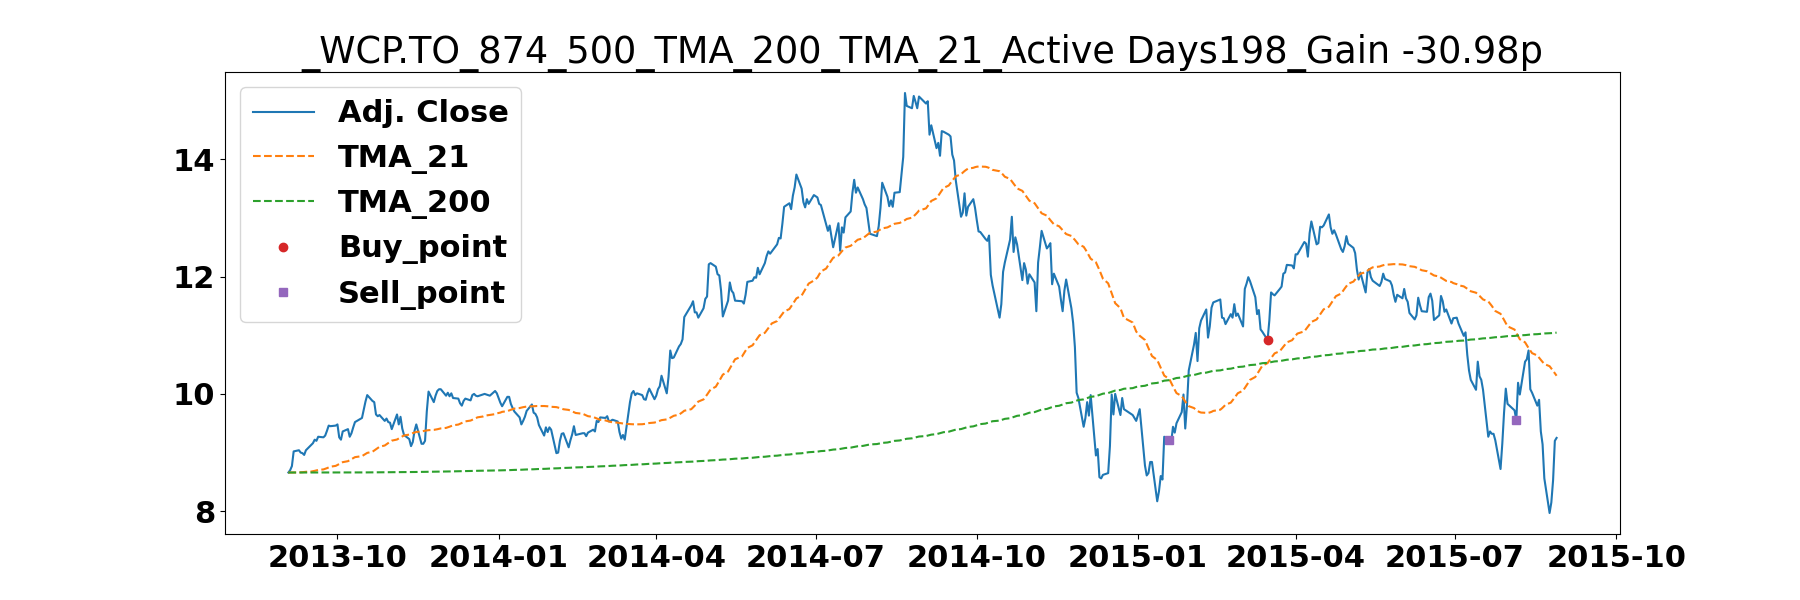 _WCP.TO_874_500_TMA_200_TMA_21_Active Days198_Gain -30.98p
Adj. Close
TMA_21
TMA_200
Buy_point
Sell_point
14
12
10
8
2013-10 2014-01 2014-04 2014-07 2014-10 2015-01 2015-04 2015-07 2015-10